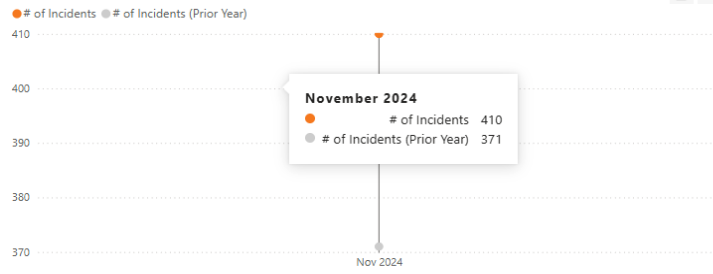 # of Incidents # of Incidents (Prior Year)
410
400
November 2024
# of Incidents 410
# of Incidents (Prior Year) 371
390
380
370
Nov 2024